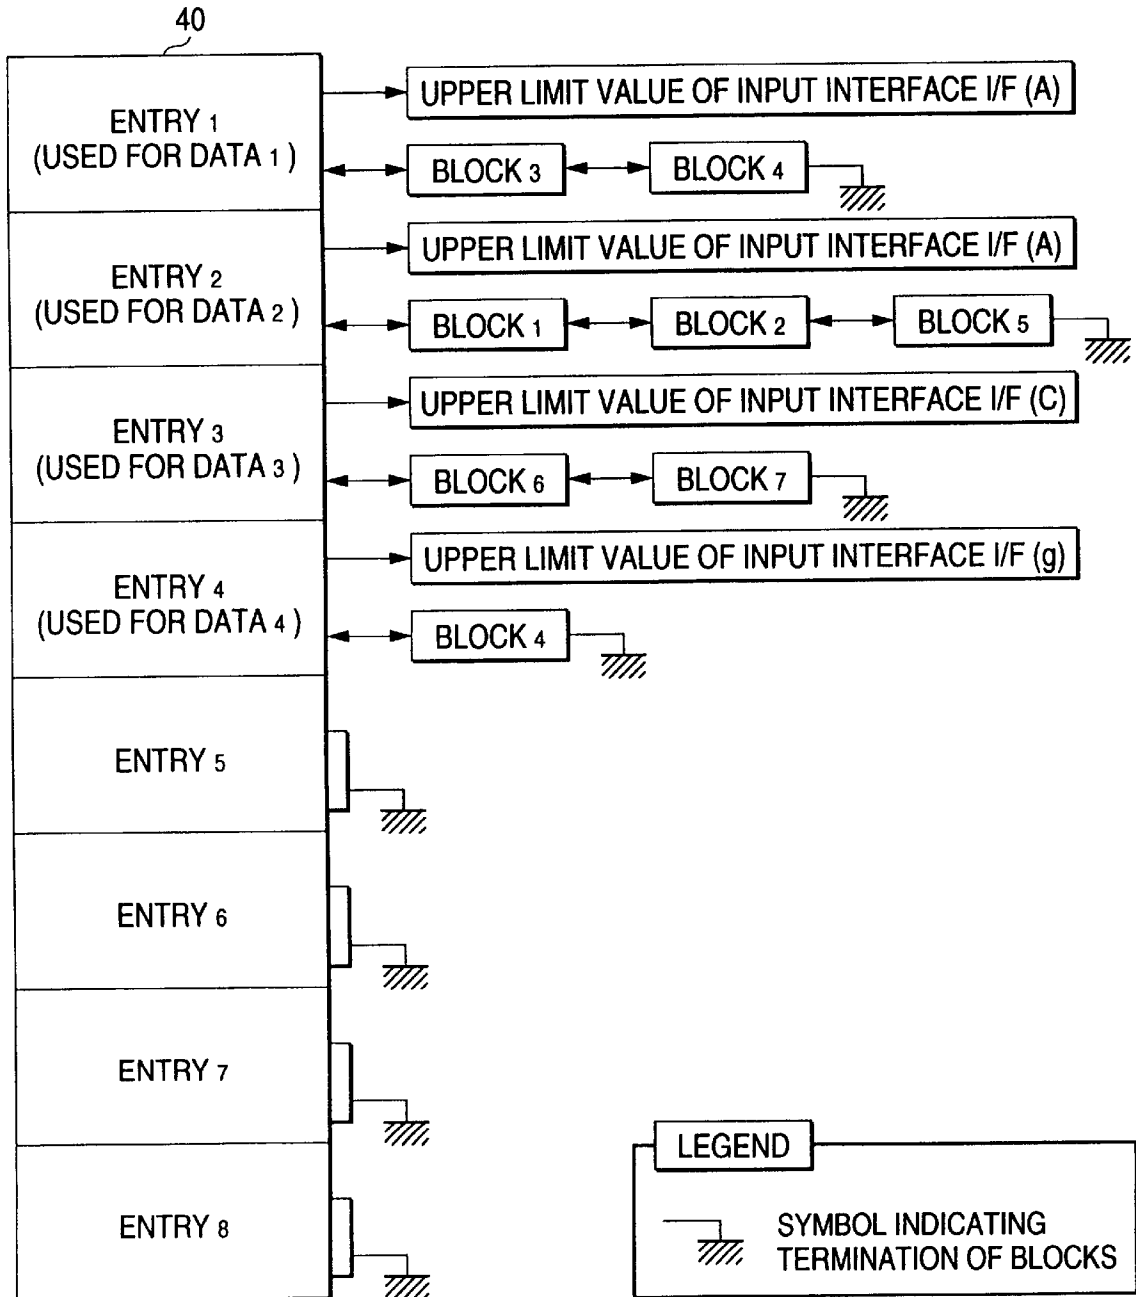 40
ENTRY 1
(USED FOR DATA 1 )
UPPER LIMIT VALUE OF INPUT INTERFACE I/F (A)
BLOCK 3
BLOCK 4
ENTRY 2
(USED FOR DATA 2 )
UPPER LIMIT VALUE OF INPUT INTERFACE I/F (A)
BLOCK 1
BLOCK 2
BLOCK 5
ENTRY 3
(USED FOR DATA 3 )
UPPER LIMIT VALUE OF INPUT INTERFACE I/F (C)
BLOCK 6
BLOCK 7
ENTRY 4
(USED FOR DATA 4 )
UPPER LIMIT VALUE OF INPUT INTERFACE I/F (g)
BLOCK 4
ENTRY 5
ENTRY 6
ENTRY 7
ENTRY 8
LEGEND
SYMBOL INDICATING
TERMINATION OF BLOCKS